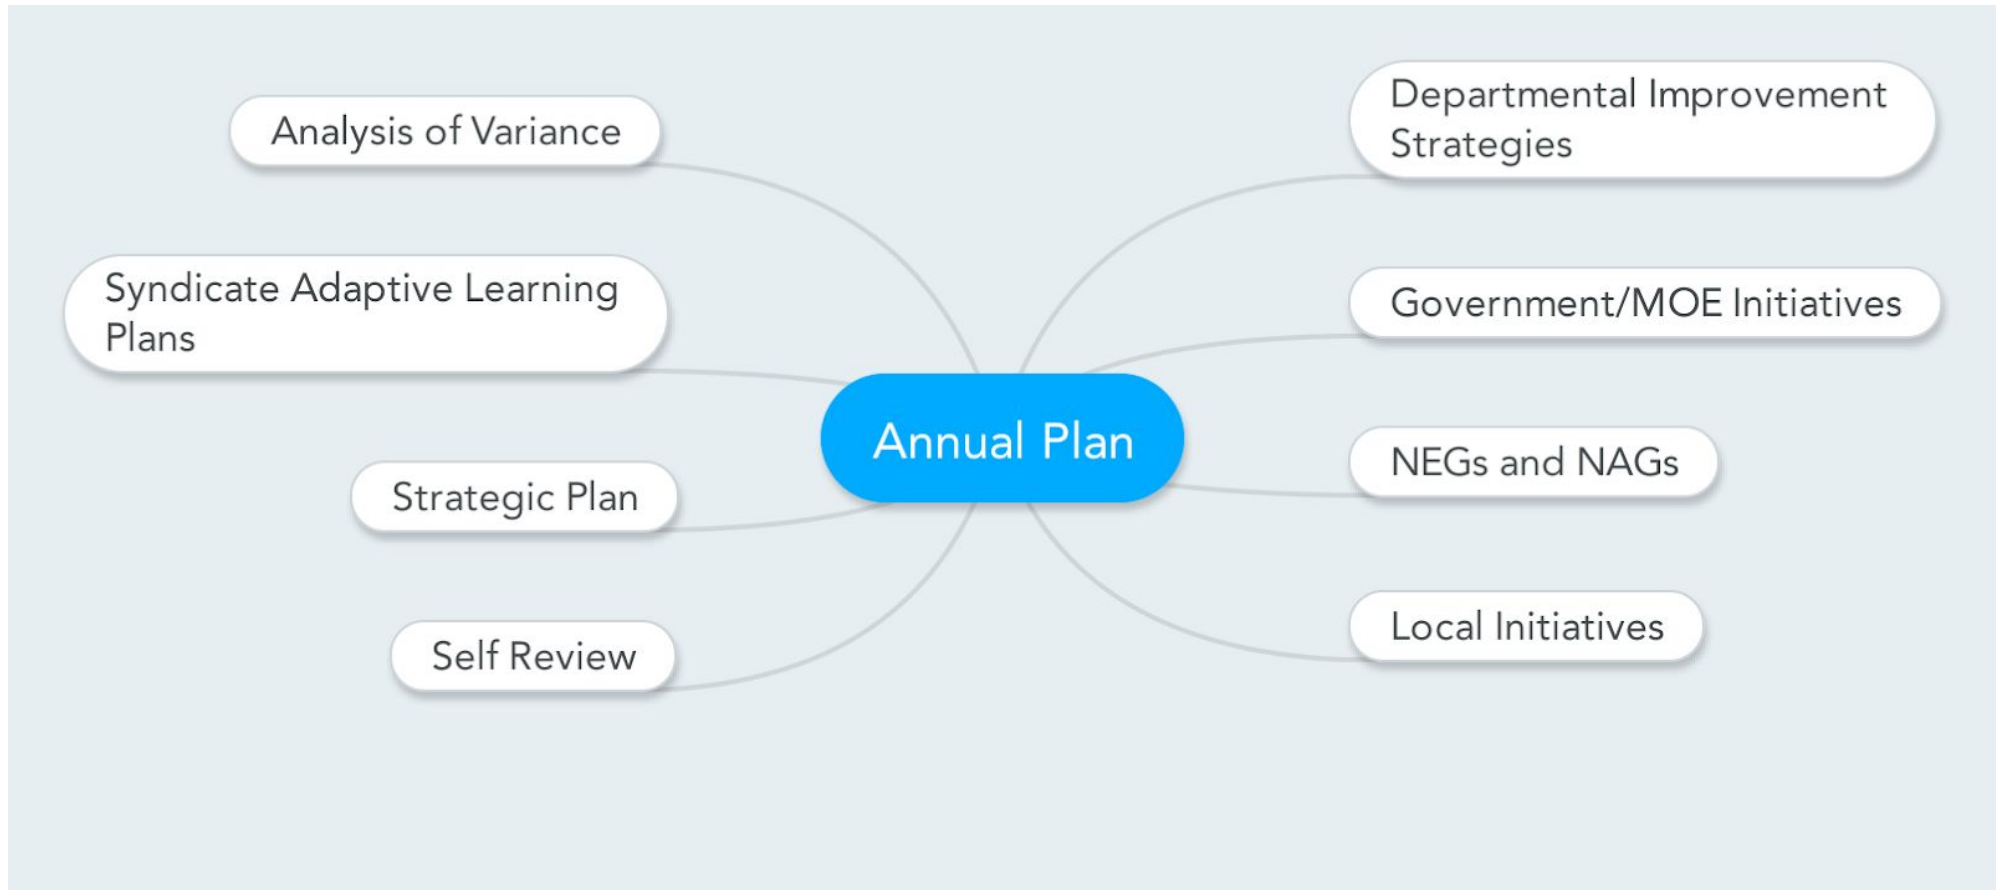 Analysis of Variance
Syndicate Adaptive Learning
Plans
Strategic Plan
Self Review
Annual Plan
Departmental Improvement
Strategies
Government/MOE Initiatives
NEGs and NAGs
Local Initiatives